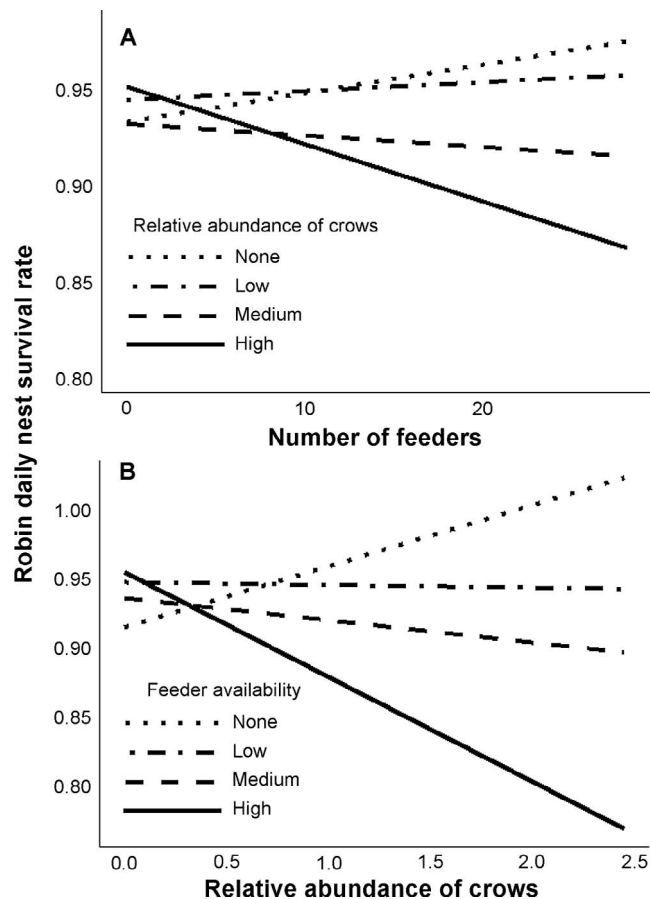 A
0.95
0.90
0.85
0.80
Relative abundance of crows
None
Low
Medium
High
0
10
20
Number of feeders
Robin daily nest survival rate
B
1.00
0.95
0.90
0.85
0.80
Feeder availability
None
Low
Medium
High
0.0 0.5 1.0 1.5 2.0 2.5
Relative abundance of crows